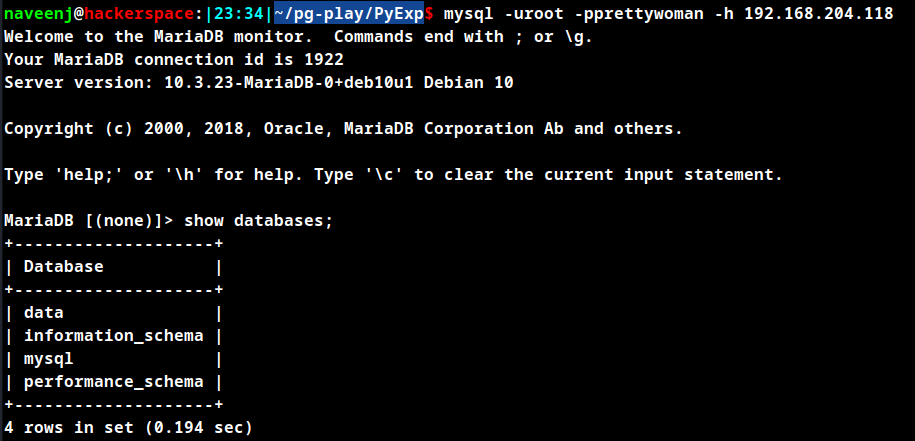 naveenj@hackerspace:|23:34|~/pg-play/PyExp$ mysql -uroot -pprettywoman -h 192.168.204.118
Welcome to the MariaDB monitor.  Commands end with ; or \g.
Your MariaDB connection id is 1922
Server version: 10.3.23-MariaDB-0+deb10u1 Debian 10

Copyright (c) 2000, 2018, Oracle, MariaDB Corporation Ab and others.

Type 'help;' or '\h' for help. Type '\c' to clear the current input statement.

MariaDB [(none)]> show databases;
+--------------------+
| Database           |
+--------------------+
| data               |
| information_schema |
| mysql              |
| performance_schema |
+--------------------+
4 rows in set (0.194 sec)